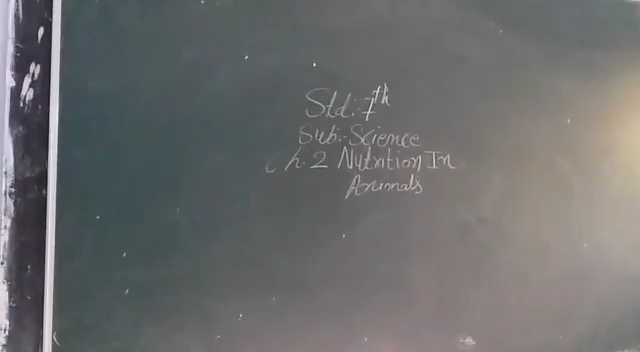 Std:-7th
Sub:-Science
Ch. 2 Nutrition In
Animals